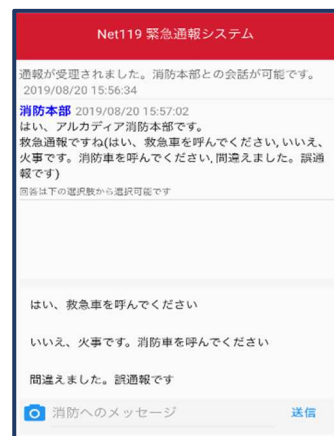 Net119 緊急通報システム
通報が受理されました。消防本部との会話が可能です。
2019/08/20 15:56:34
消防本部 2019/08/20 15:57:02
はい、アルカディア消防本部です。
救急通報ですね(はい、救急車を呼んでください,いいえ、
火事です。消防車を呼んでください,間違えました。誤通
報です)
回答は下の選択肢から選択可能です
はい、救急車を呼んでください
いいえ、火事です。消防車を呼んでください
間違えました。誤通報です
消防へのメッセージ 送信